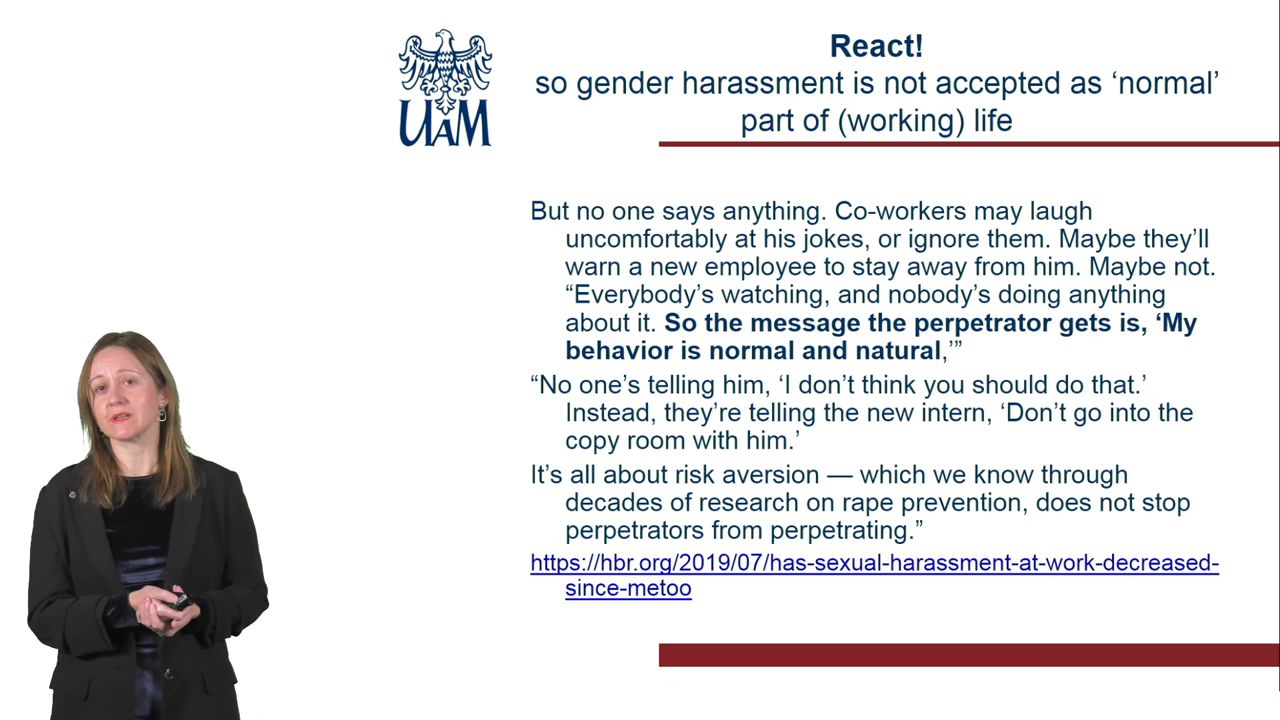 UAM
React!
so gender harassment is not accepted as ‘normal’
part of (working) life
But no one says anything. Co-workers may laugh
uncomfortably at his jokes, or ignore them. Maybe they’ll
warn a new employee to stay away from him. Maybe not.
“Everybody’s watching, and nobody’s doing anything
about it. So the message the perpetrator gets is, ‘My
behavior is normal and natural,’”
“No one’s telling him, ‘I don’t think you should do that.’
Instead, they’re telling the new intern, ‘Don’t go into the
copy room with him.’
It’s all about risk aversion — which we know through
decades of research on rape prevention, does not stop
perpetrators from perpetrating.”
https://hbr.org/2019/07/has-sexual-harassment-at-work-decreased-
since-metoo